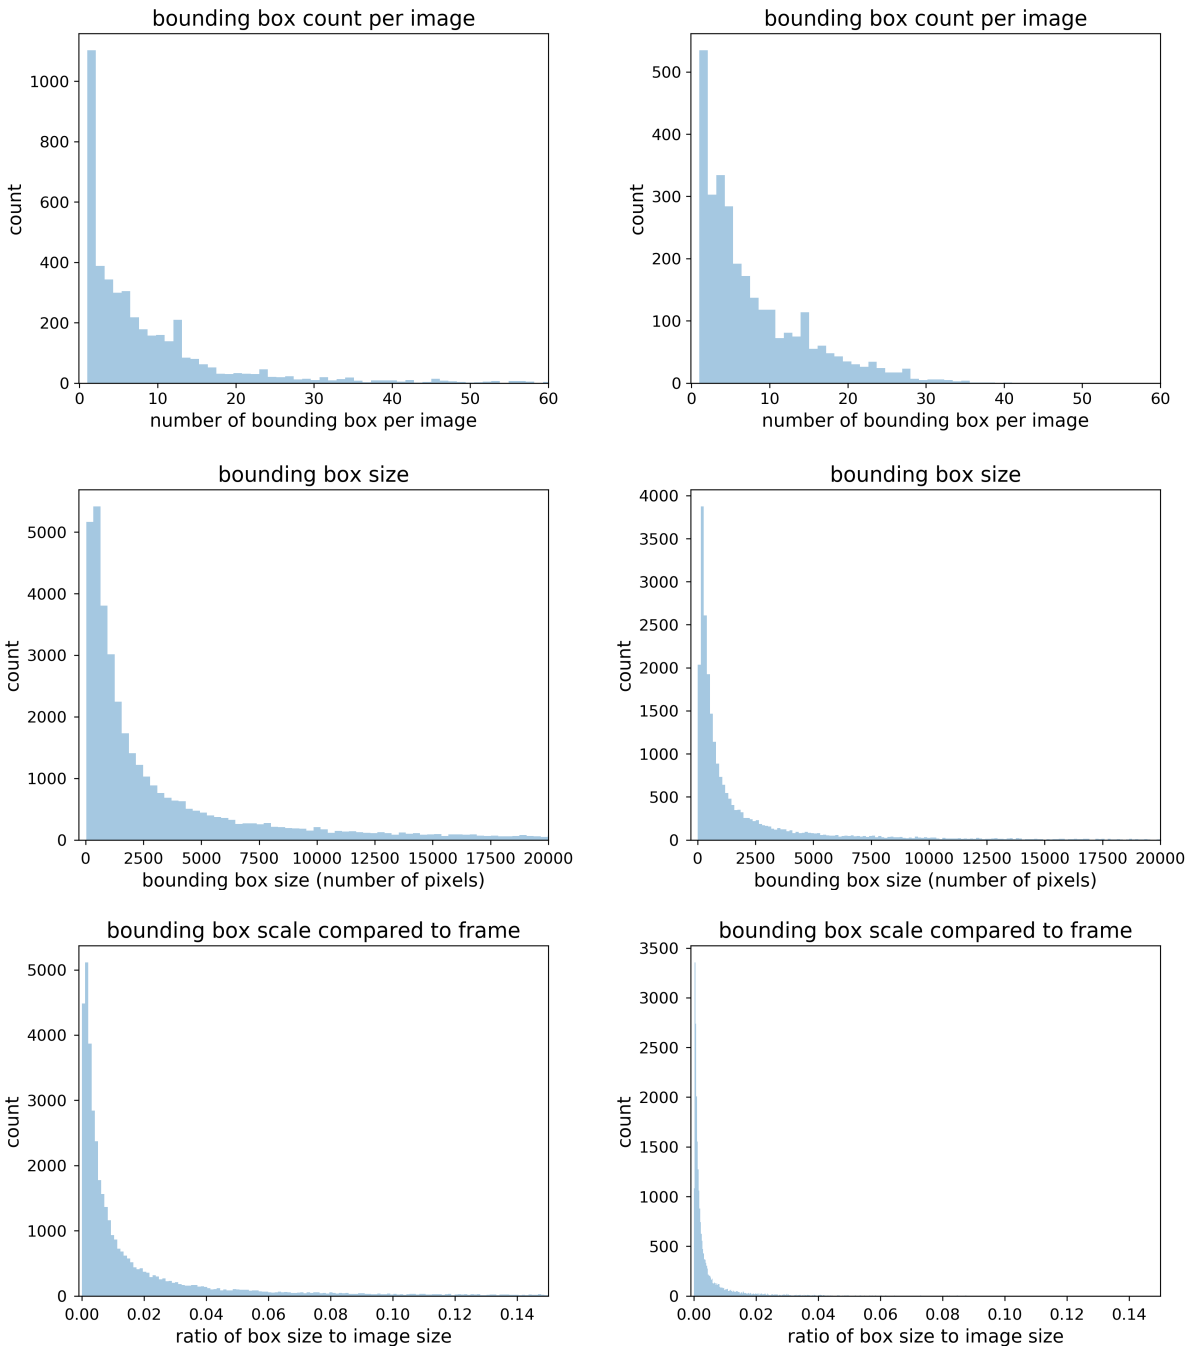 bounding box count per image
1000
800
600
400
200
0
count
0 10 20 30 40 50 60
number of bounding box per image
bounding box count per image
500
400
300
200
100
0
count
0 10 20 30 40 50 60
number of bounding box per image
bounding box size
5000
4000
3000
2000
1000
0
count
0 2500 5000 7500 10000 12500 15000 17500 20000
bounding box size (number of pixels)
bounding box size
4000
3500
3000
2500
2000
1500
1000
500
0
count
0 2500 5000 7500 10000 12500 15000 17500 20000
bounding box size (number of pixels)
bounding box scale compared to frame
5000
4000
3000
2000
1000
0
count
0.00 0.02 0.04 0.06 0.08 0.10 0.12 0.14
ratio of box size to image size
bounding box scale compared to frame
3500
3000
2500
2000
1500
1000
500
0
count
0.00 0.02 0.04 0.06 0.08 0.10 0.12 0.14
ratio of box size to image size